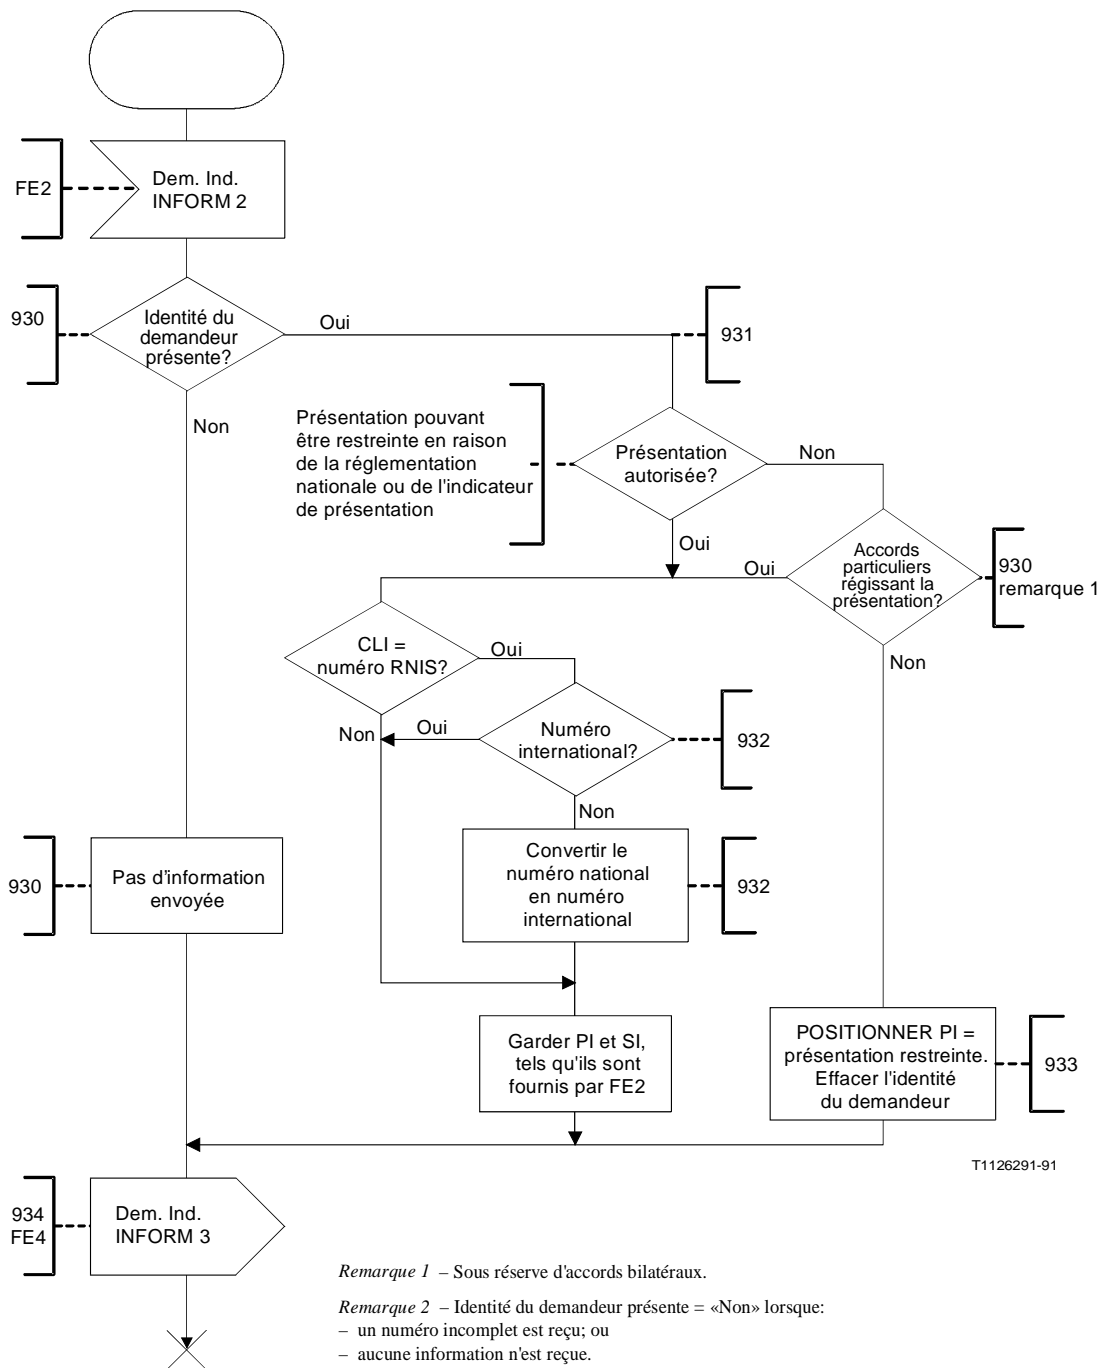 FE2
Dem. Ind.
INFORM 2
930
Identité du
demandeur
présente?
Oui
931
Non
Présentation pouvant
être restreinte en raison
de la réglementation
nationale ou de l'indicateur
de présentation
Présentation
autorisée?
Non
Oui
Accords
particuliers
régissant la
présentation?
Oui
930
remarque 1
Non
CLI =
numéro RNIS?
Oui
Non
Oui
Numéro
international?
932
Non
Convertir le
numéro national
en numéro
international
932
930
Pas d'information
envoyée
Garder PI et SI,
tels qu'ils sont
fournis par FE2
POSITIONNER PI =
présentation restreinte.
Effacer l'identité
du demandeur
933
T1126291-91
934
FE4
Dem. Ind.
INFORM 3
Remarque 1 – Sous réserve d'accords bilatéraux.
Remarque 2 – Identité du demandeur présente = «Non» lorsque:
– un numéro incomplet est reçu; ou
– aucune information n'est reçue.